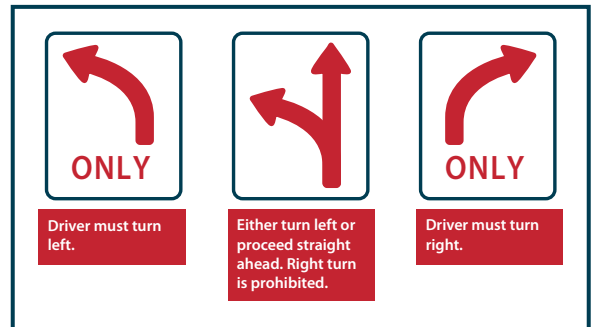 ONLY
ONLY
Driver must turn
left.
Either turn left or
proceed straight
ahead. Right turn
is prohibited.
Driver must turn
right.